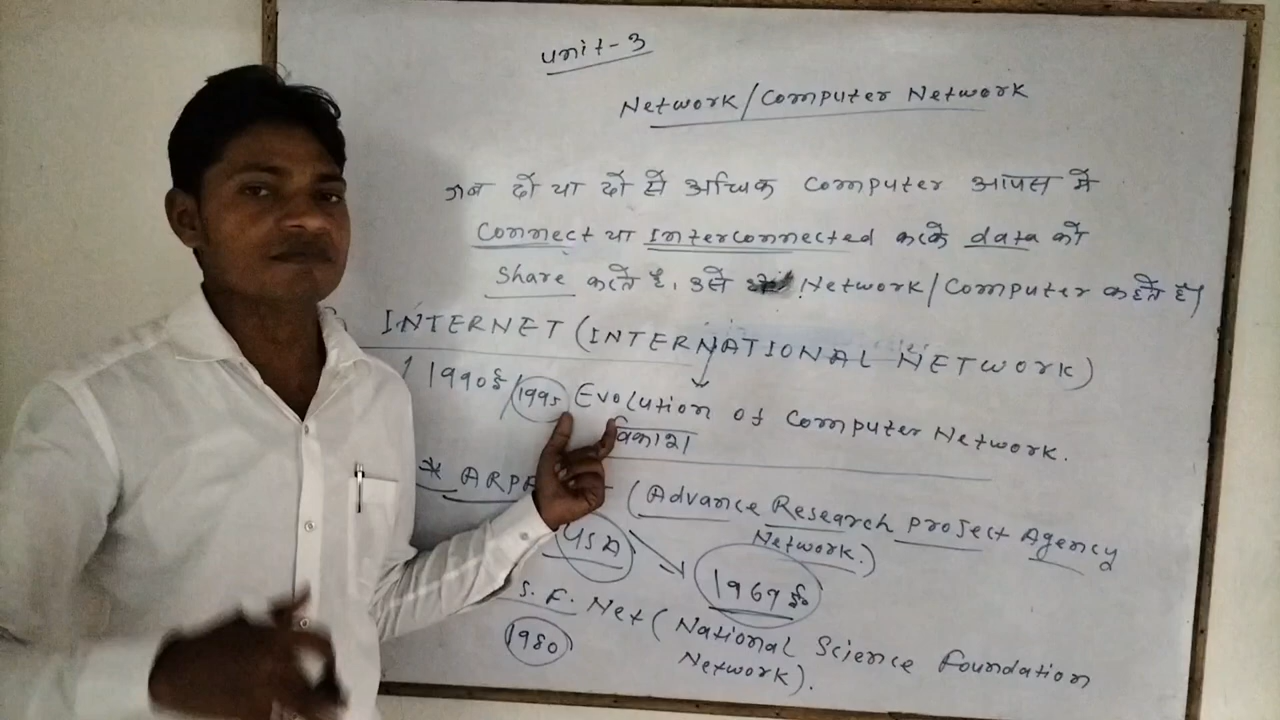 Unit-3
Network/Computer Network
जब दो या दो से अधिक Computer आपस में
Connect या Interconnected करके data को
Share करते है, उसे Network/Computer कहते है।
INTERNET (INTERNATIONAL NETWORK)
1990ई/1995 Evolution of Computer Network.
विकाश
* ARPA (Advance Research Project Agency
Network.)
USA
1969 ई॰
S. F. Net (National Science Foundation
Network).
1980